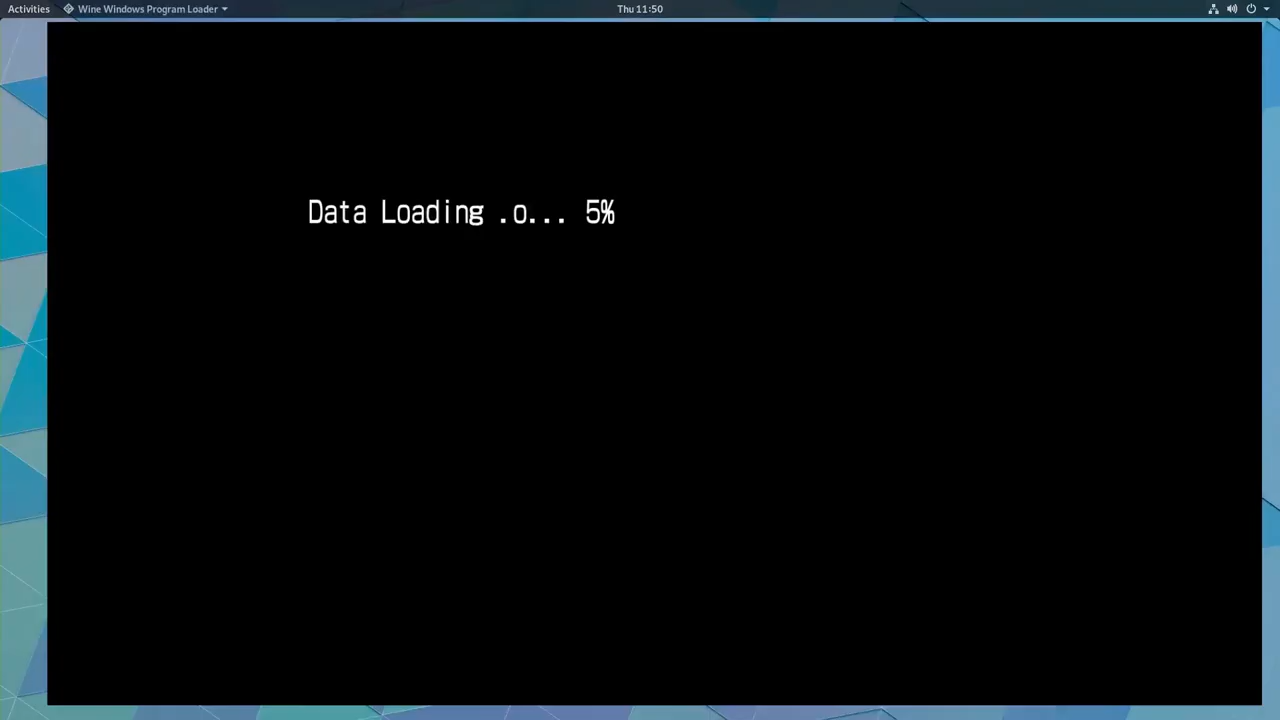 Activities Wine Windows Program Loader Thu 11:50
Data Loading .o... 5%